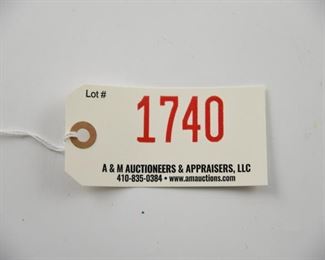 Lot #
1740
A & M AUCTIONEERS & APPRAISERS, LLC
410-835-0384 • www.amauctions.com